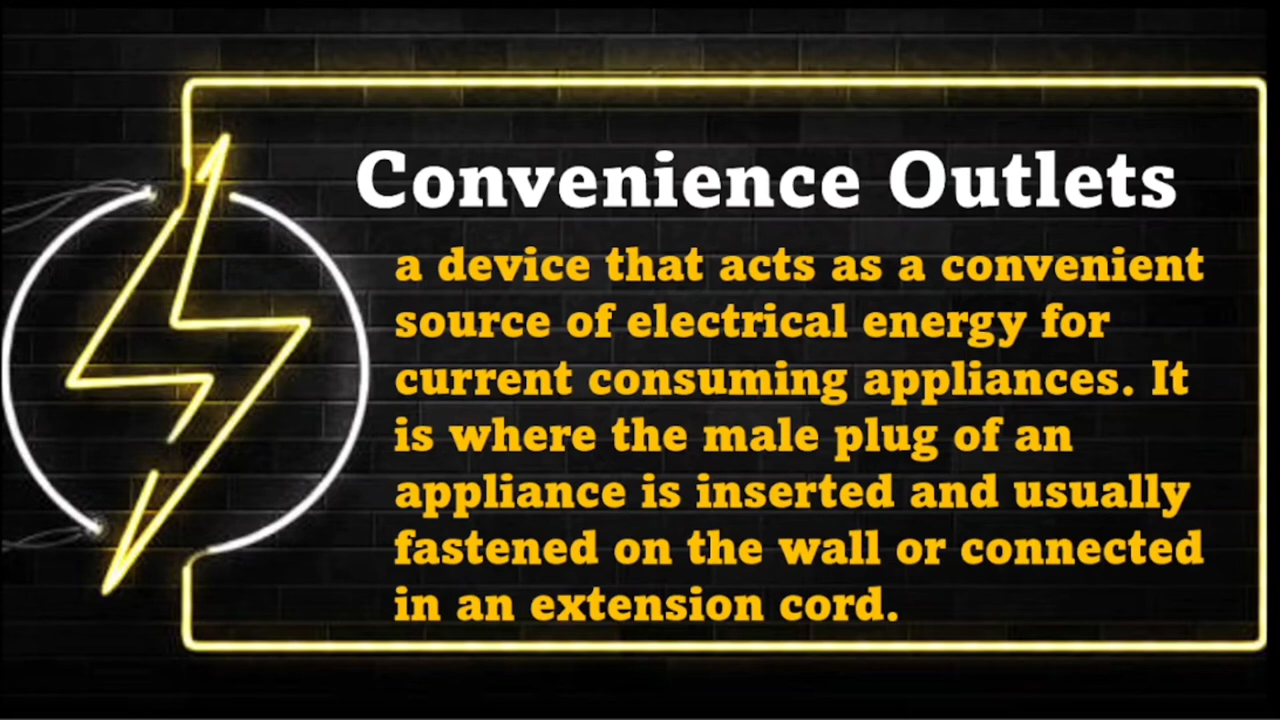 Convenience Outlets
a device that acts as a convenient
source of electrical energy for
current consuming appliances. It
is where the male plug of an
appliance is inserted and usually
fastened on the wall or connected
in an extension cord.